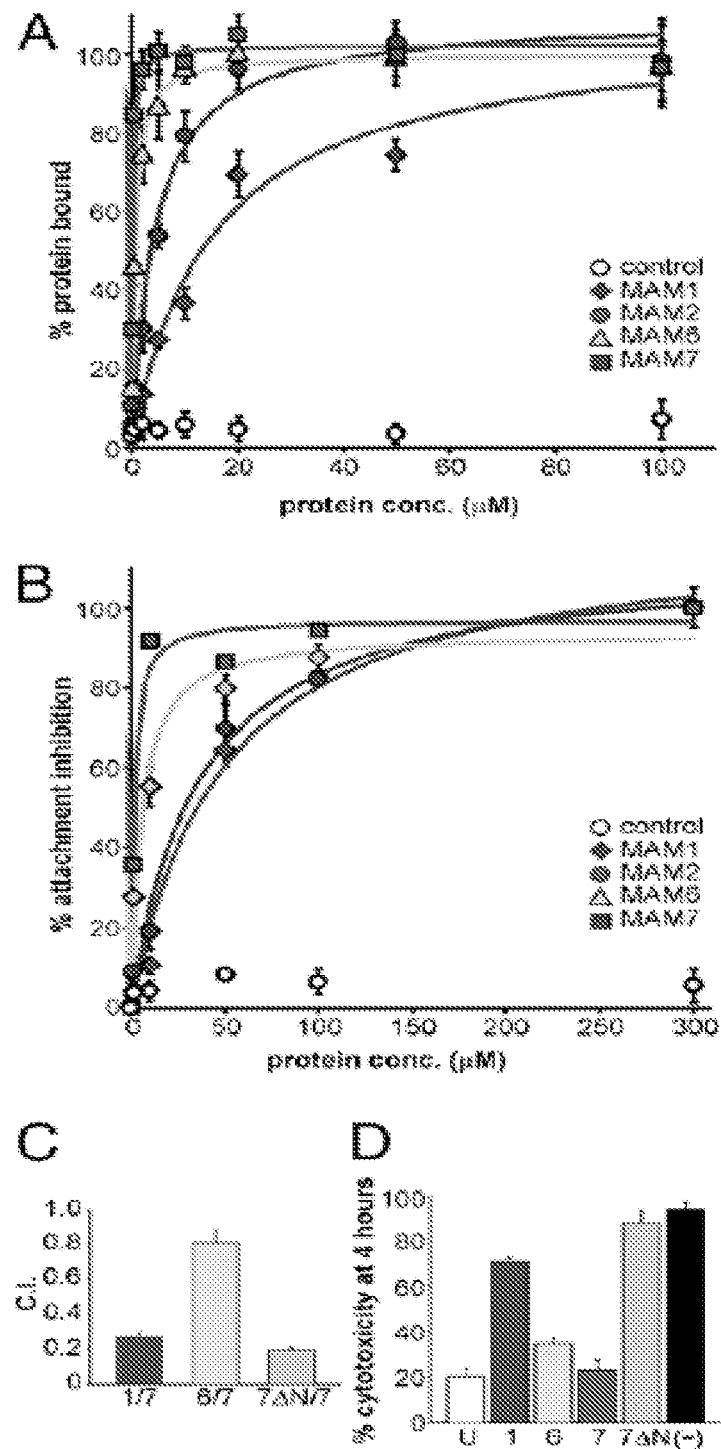 A
% protein bound
100
80
60
40
20
0
0 20 40 60 80 100
protein conc. (µM)
control
MAM1
MAM2
MAM6
MAM7
B
% attachment inhibition
100
80
60
40
20
0
0 50 100 150 200 250 300
protein conc. (µM)
control
MAM1
MAM2
MAM6
MAM7
C
C.I.
1.0
0.8
0.6
0.4
0.2
0
1/7 6/7 7ΔN/7
D
% cytotoxicity at 4 hours
100
80
60
40
20
0
U 1 6 7 7ΔN (-)